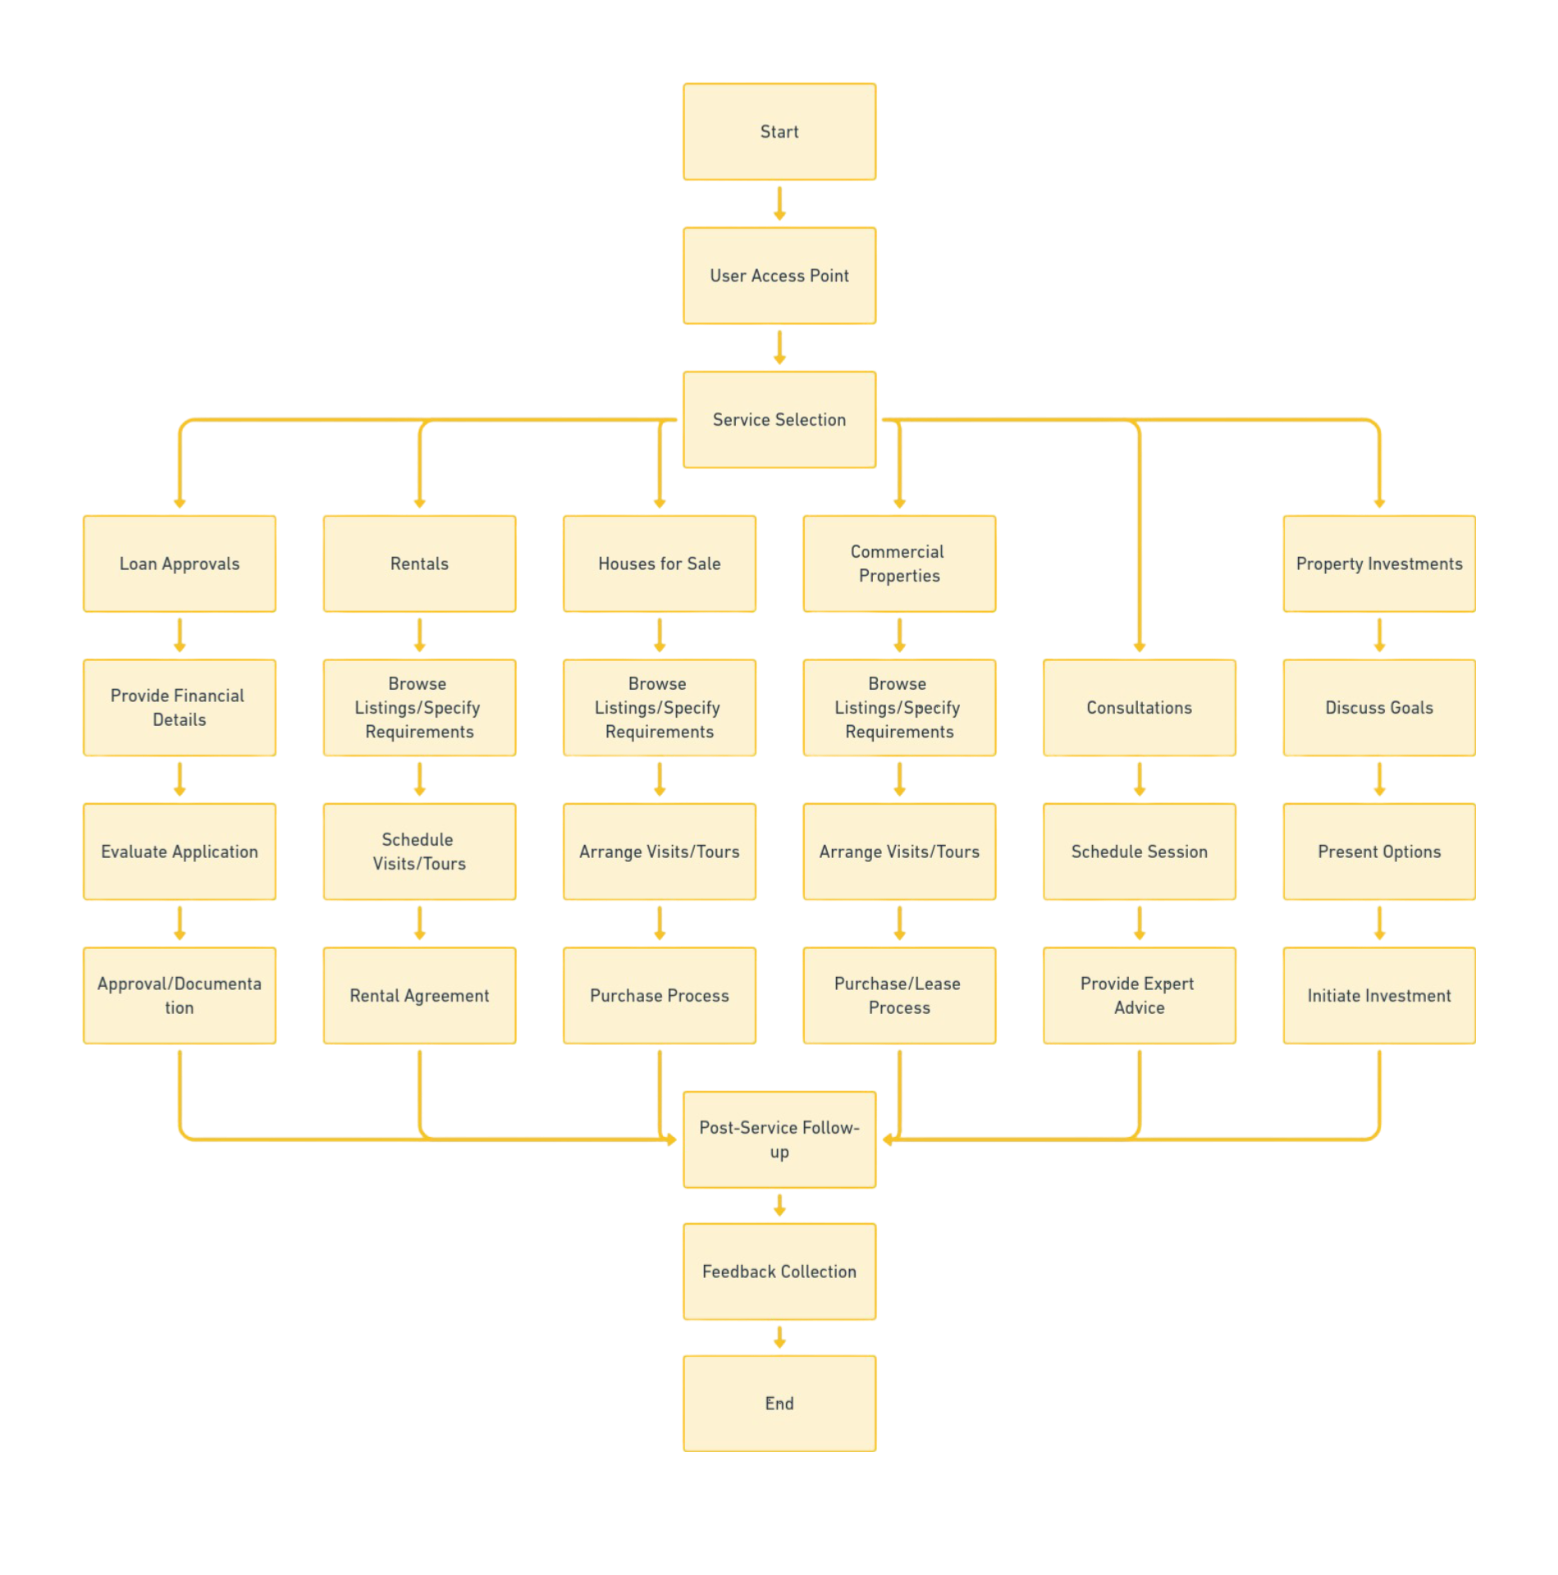 Start
User Access Point
Service Selection
Loan Approvals
Rentals
Houses for Sale
Commercial
Properties
Property Investments
Provide Financial
Details
Browse
Listings/Specify
Requirements
Browse
Listings/Specify
Requirements
Browse
Listings/Specify
Requirements
Consultations
Discuss Goals
Evaluate Application
Schedule
Visits/Tours
Arrange Visits/Tours
Arrange Visits/Tours
Schedule Session
Present Options
Approval/Documenta
tion
Rental Agreement
Purchase Process
Purchase/Lease
Process
Provide Expert
Advice
Initiate Investment
Post-Service Follow-
up
Feedback Collection
End